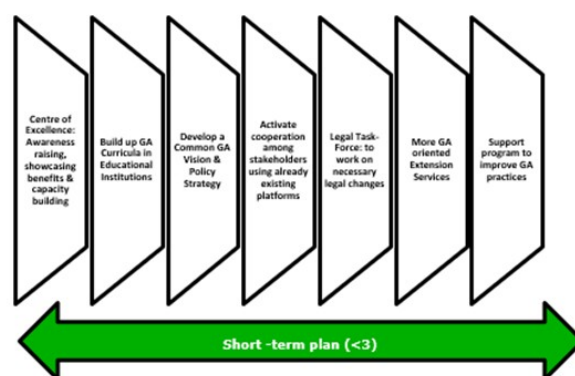 Centre of
Excellence:
Awareness
raising,
showcasing
benefits &
capacity
building
Build up GA
Curricula in
Educational
Institutions
Develop a
Common GA
Vision &
Policy
Strategy
Activate
cooperation
among
stakeholders
using already
existing
platforms
Legal Task-
Force: to
work on
necessary
legal changes
More GA
oriented
Extension
Services
Support
program to
improve GA
practices
Short -term plan (<3)